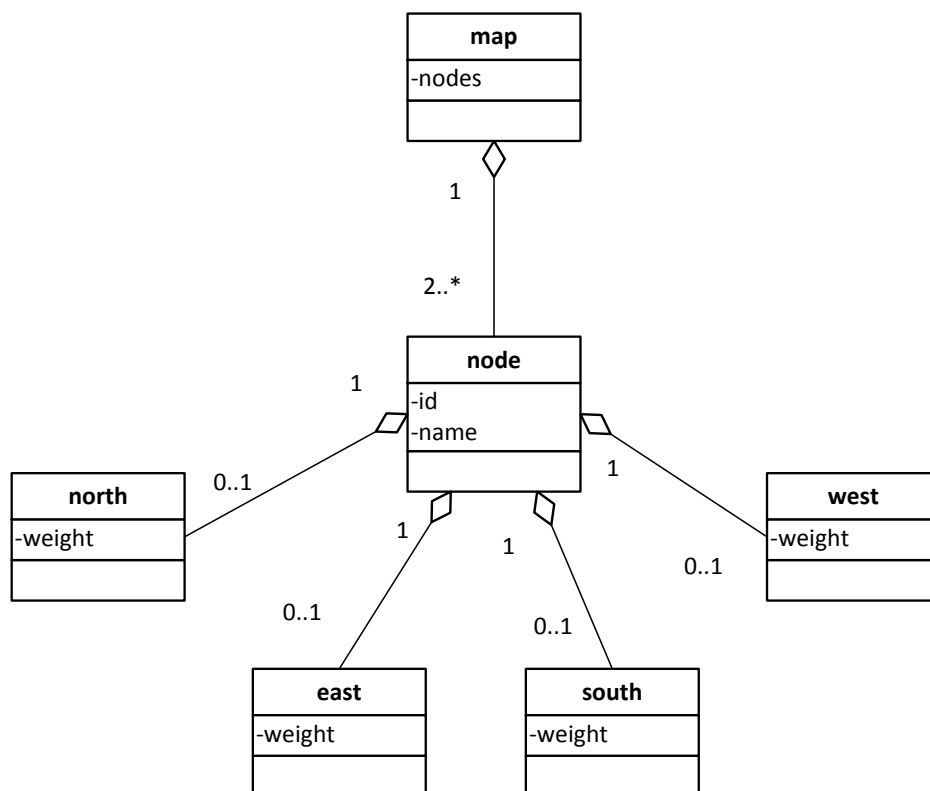 map
-nodes
1
2..*
node
-id
-name
1
0..1
north
-weight
1
0..1
east
-weight
1
0..1
south
-weight
1
0..1
west
-weight